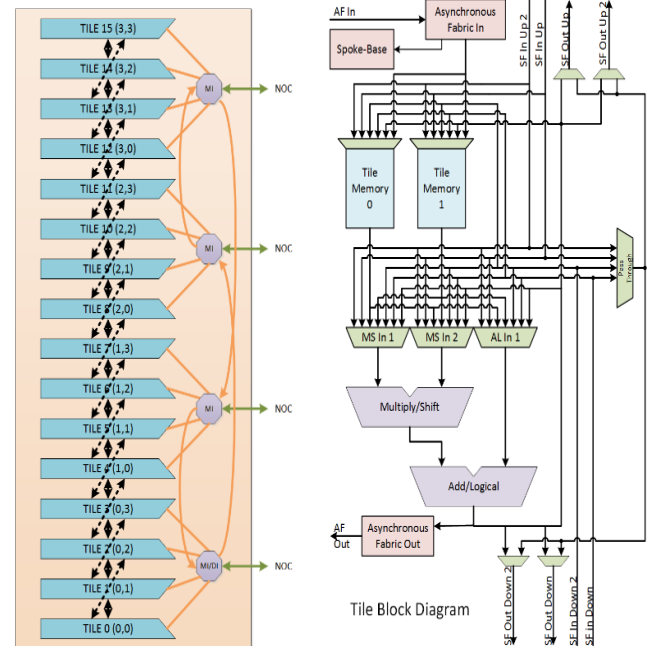 TILE 15 (3,3)
TILE 14 (3,2)
TILE 13 (3,1)
TILE 12 (3,0)
TILE 11 (2,3)
TILE 10 (2,2)
TILE 9 (2,1)
TILE 8 (2,0)
TILE 7 (1,3)
TILE 6 (1,2)
TILE 5 (1,1)
TILE 4 (1,0)
TILE 3 (0,3)
TILE 2 (0,2)
TILE 1 (0,1)
TILE 0 (0,0)
MI
NOC
MI
NOC
MI
NOC
MI/DI
NOC
AF In
Asynchronous
Fabric In
Spoke-Base
SF In Up 2
SF In Up
SF Out Up
SF Out Up 2
Tile
Memory
0
Tile
Memory
1
Pass
Through
MS In 1
MS In 2
AL In 1
Multiply/Shift
Add/Logical
AF
Out
Asynchronous
Fabric Out
SF Out Down 2
SF Out Down
SF In Down 2
SF in Down
Tile Block Diagram